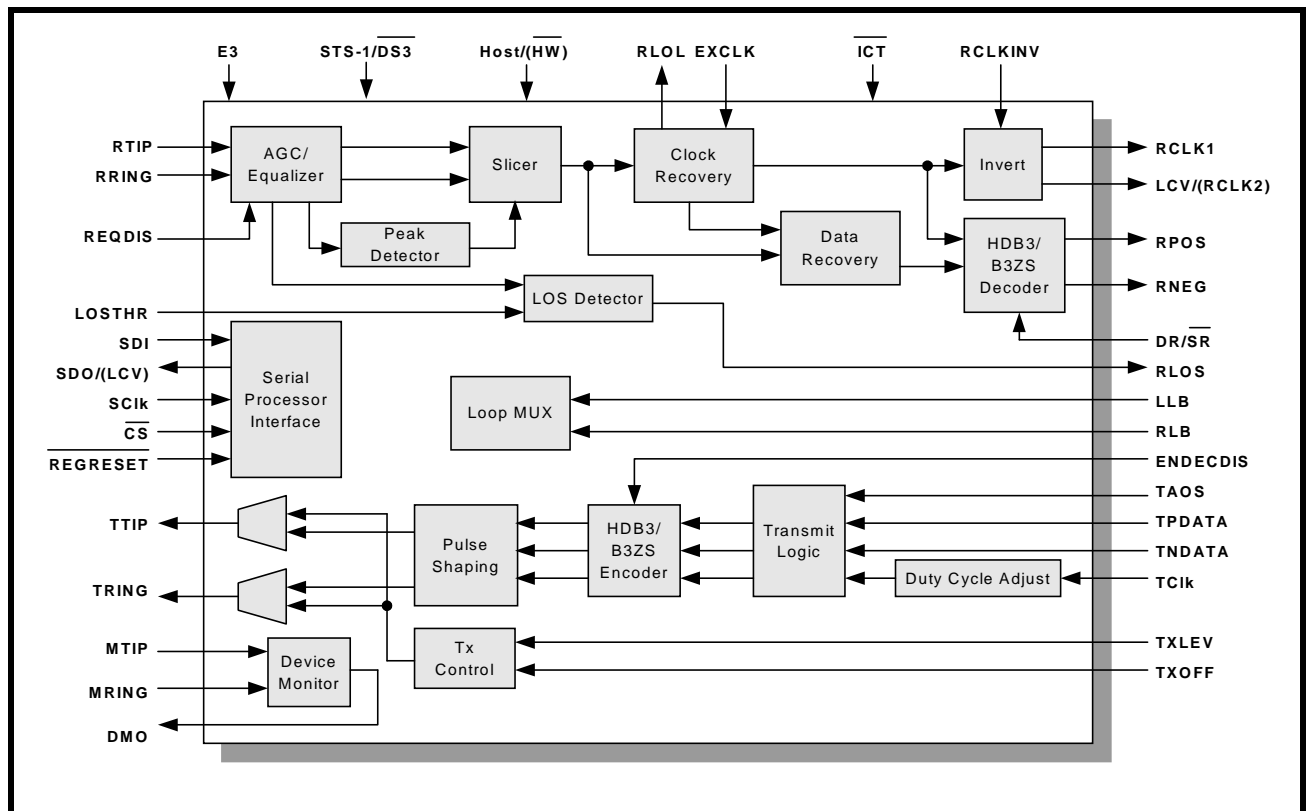 E3
STS-1/DS3
Host/(HW)
RLOL EXCLK
ICT
RCLKINV
RTIP
RRING
REQDIS
LOSTHR
SDI
SDO/(LCV)
SClk
CS
REGRESET
TTIP
TRING
MTIP
MRING
DMO
AGC/
Equalizer
Peak
Detector
Slicer
LOS Detector
Clock
Recovery
Data
Recovery
Invert
HDB3/
B3ZS
Decoder
Serial
Processor
Interface
Loop MUX
Pulse
Shaping
HDB3/
B3ZS
Encoder
Transmit
Logic
Duty Cycle Adjust
Tx
Control
Device
Monitor
RCLK1
LCV/(RCLK2)
RPOS
RNEG
DR/SR
RLOS
LLB
RLB
ENDECDIS
TAOS
TPDATA
TNDATA
TClk
TXLEV
TXOFF